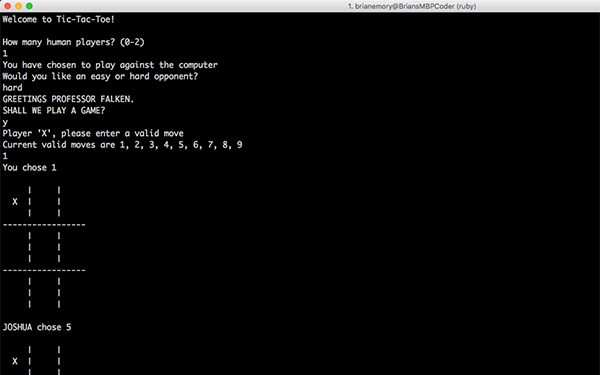 1. brianemory@BriansMBPCoder (ruby)
Welcome to Tic-Tac-Toe!
How many human players? (0-2)
1
You have chosen to play against the computer
Would you like an easy or hard opponent?
hard
GREETINGS PROFESSOR FALKEN.
SHALL WE PLAY A GAME?
y
Player 'X', please enter a valid move
Current valid moves are 1, 2, 3, 4, 5, 6, 7, 8, 9
1
You chose 1
     |     |
  X  |     |
     |     |
-----------------
     |     |
     |     |
     |     |
-----------------
     |     |
     |     |
     |     |
JOSHUA chose 5
     |     |
  X  |     |
     |     |